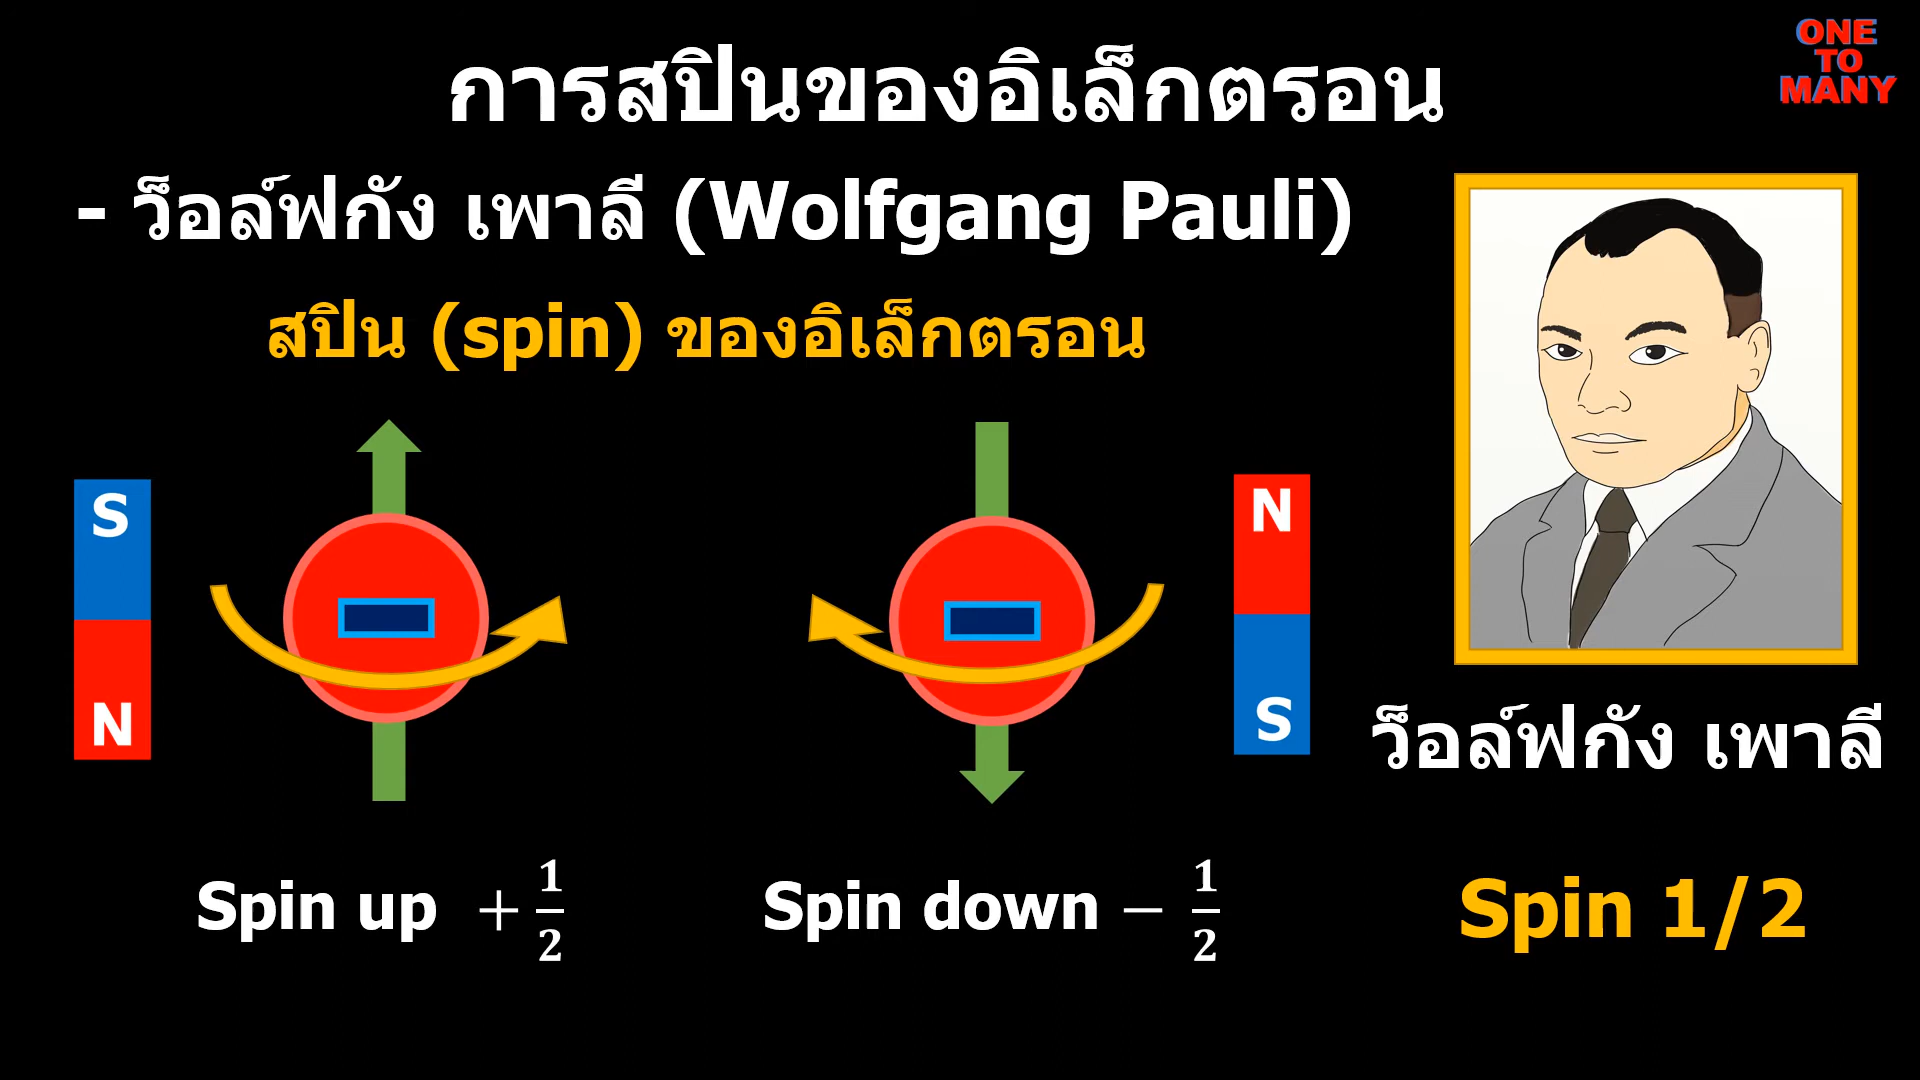 ONE
TO
MANY
การสปินของอิเล็กตรอน
- ว็อล์ฟกัง เพาลี (Wolfgang Pauli)
สปิน (spin) ของอิเล็กตรอน
S
N
N
S
ว็อล์ฟกัง เพาลี
Spin up + 1/2
Spin down − 1/2
Spin 1/2